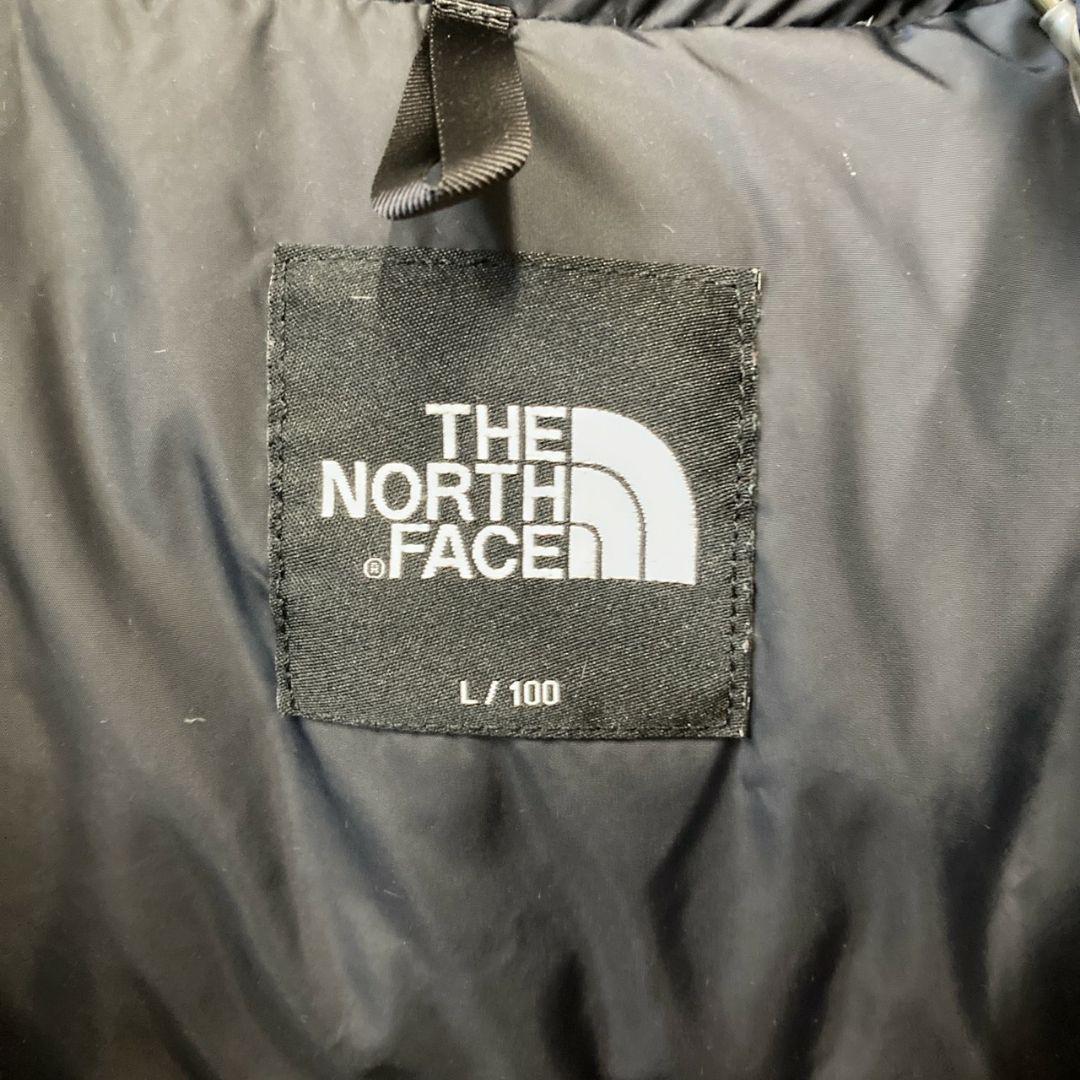 THE
NORTH
®FACE
L / 100